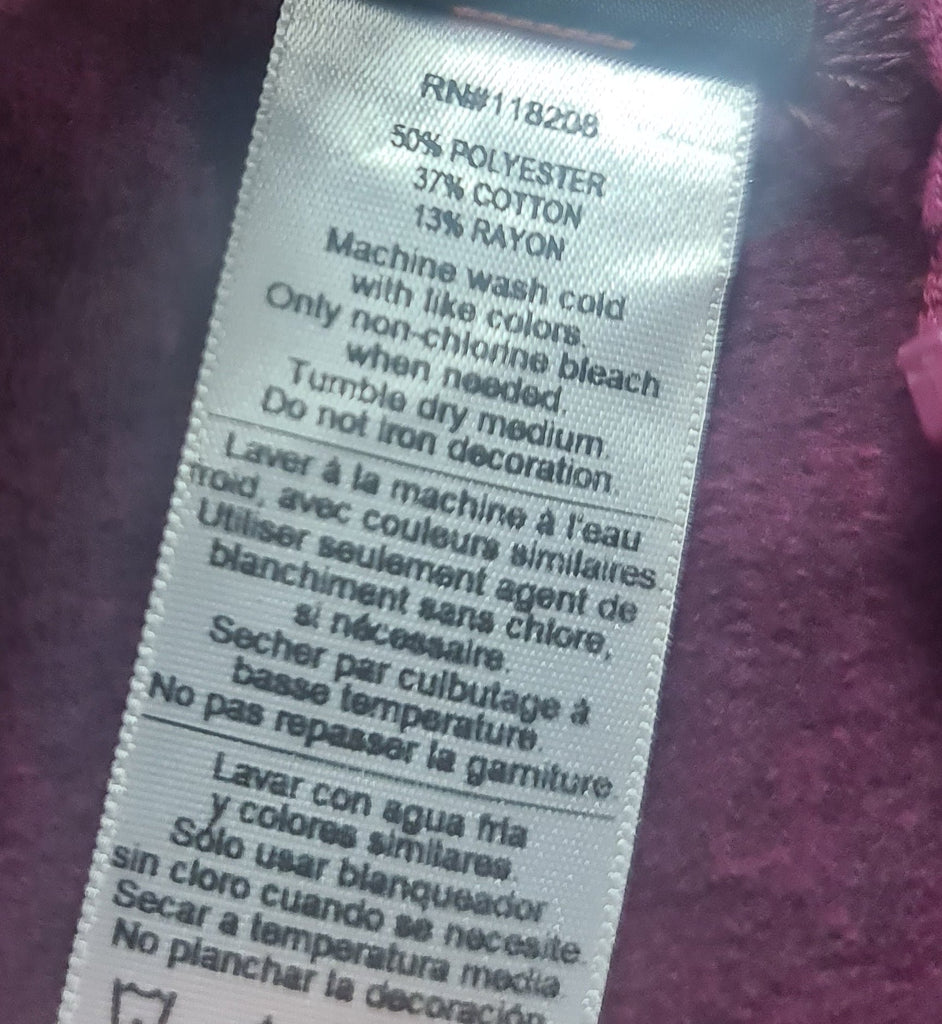 RN#118208
50% POLYESTER
37% COTTON
13% RAYON
Machine wash cold
with like colors.
Only non-chlorine bleach
when needed.
Tumble dry medium.
Do not iron decoration.
Laver à la machine à l'eau
froid, avec couleurs similaires
Utiliser seulement agent de
blanchiment sans chlore,
si nécessaire.
Secher par culbutage à
basse temperature.
No pas repasser la garniture
Lavar con agua fria
y colores similares.
Sólo usar blanqueador
sin cloro cuando se necesite.
Secar a temperatura media.
No planchar la decoración.